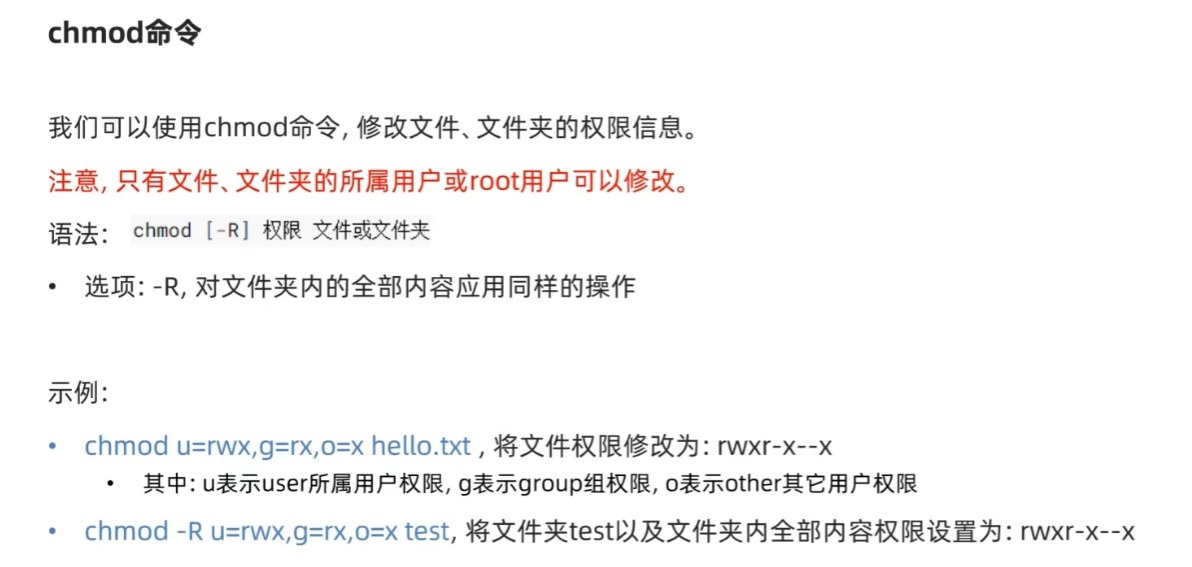 chmod命令
我们可以使用chmod命令, 修改文件、文件夹的权限信息。
注意, 只有文件、文件夹的所属用户或root用户可以修改。
语法: chmod [-R] 权限 文件或文件夹
• 选项: -R, 对文件夹内的全部内容应用同样的操作
示例:
• chmod u=rwx,g=rx,o=x hello.txt , 将文件权限修改为: rwxr-x--x
• 其中: u表示user所属用户权限, g表示group组权限, o表示other其它用户权限
• chmod -R u=rwx,g=rx,o=x test, 将文件夹test以及文件夹内全部内容权限设置为: rwxr-x--x